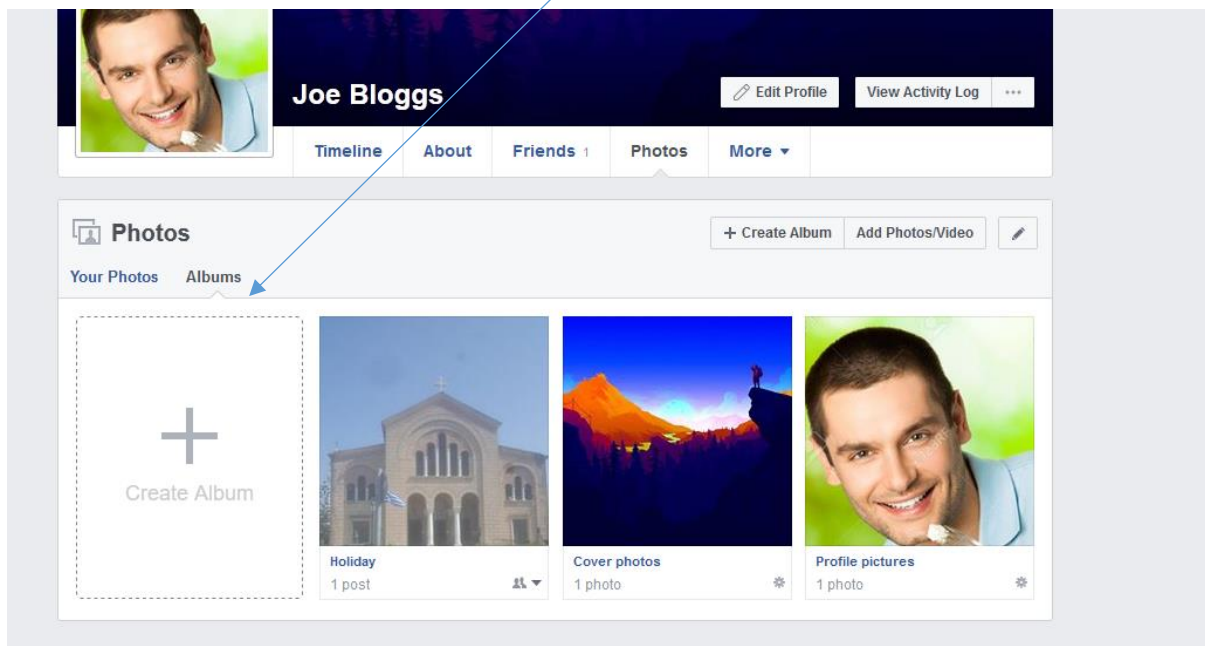 Joe Bloggs
Edit Profile
View Activity Log
Timeline About Friends 1 Photos More
Photos
+ Create Album Add Photos/Video
Your Photos Albums
Create Album
Holiday
1 post
Cover photos
1 photo
Profile pictures
1 photo